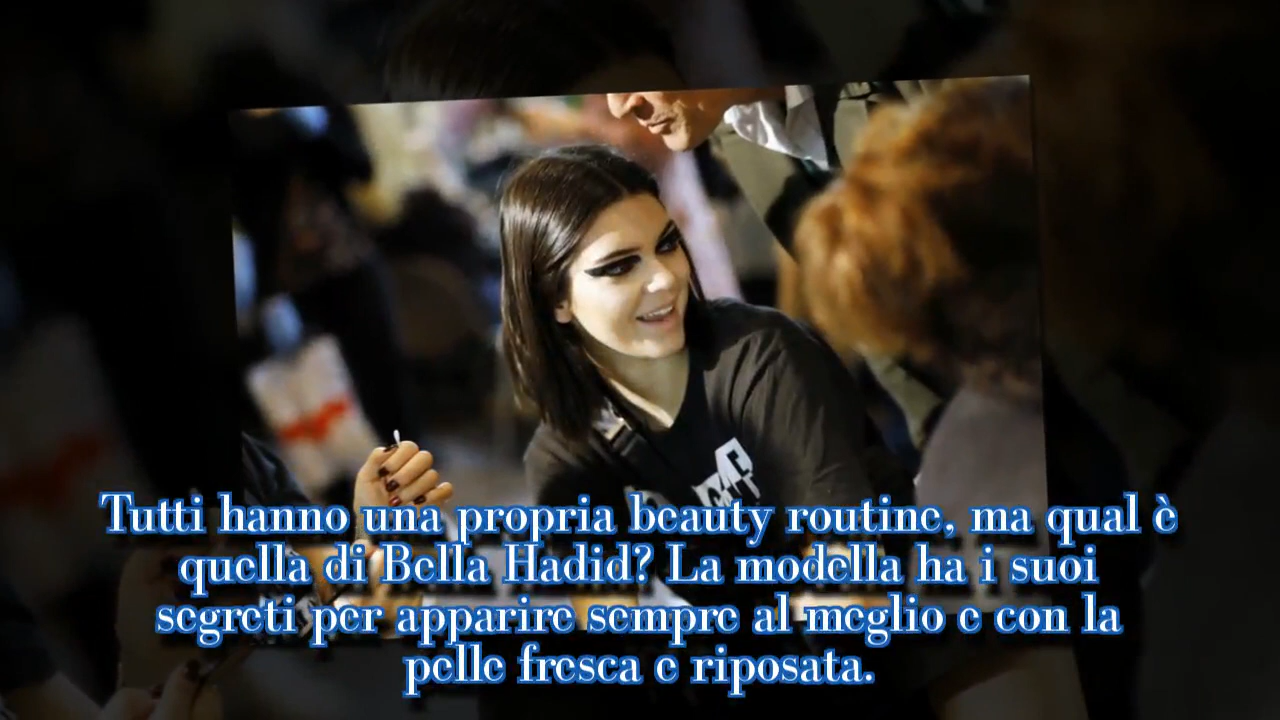 Tutti hanno una propria beauty routine, ma qual è
quella di Bella Hadid? La modella ha i suoi
segreti per apparire sempre al meglio e con la
pelle fresca e riposata.